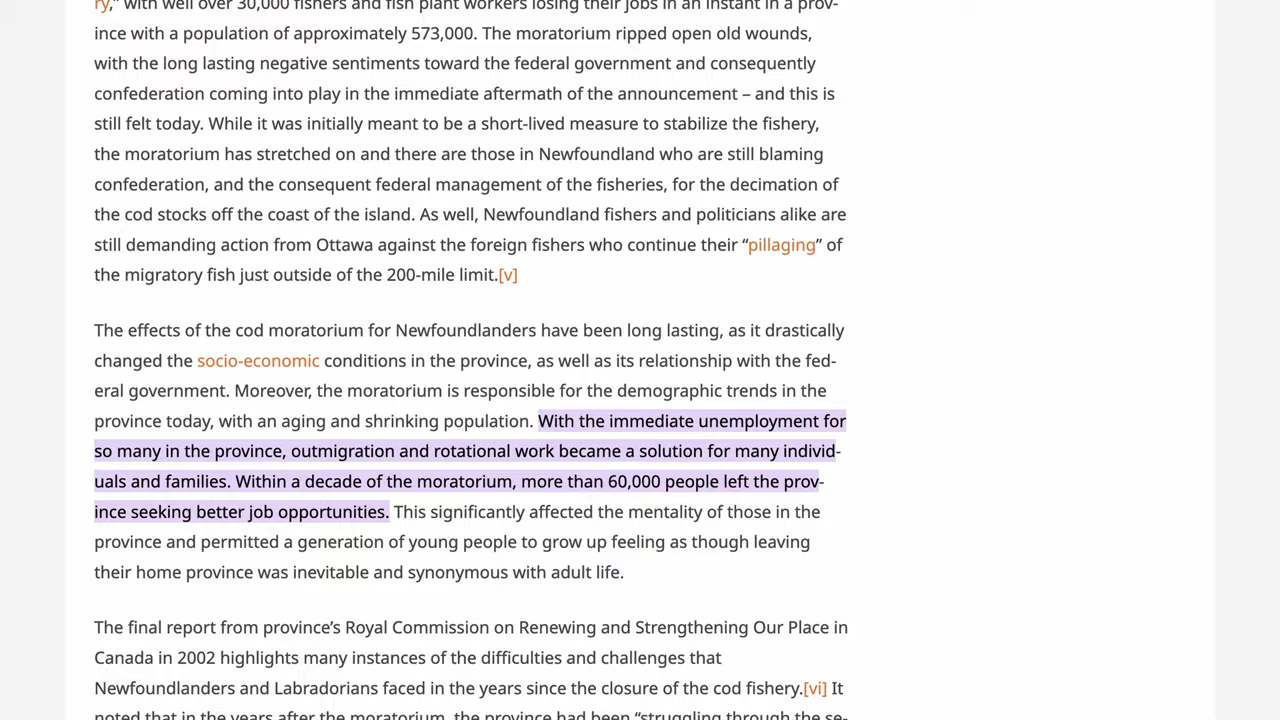 ry,” with well over 30,000 fishers and fish plant workers losing their jobs in an instant in a prov-
ince with a population of approximately 573,000. The moratorium ripped open old wounds,
with the long lasting negative sentiments toward the federal government and consequently
confederation coming into play in the immediate aftermath of the announcement – and this is
still felt today. While it was initially meant to be a short-lived measure to stabilize the fishery,
the moratorium has stretched on and there are those in Newfoundland who are still blaming
confederation, and the consequent federal management of the fisheries, for the decimation of
the cod stocks off the coast of the island. As well, Newfoundland fishers and politicians alike are
still demanding action from Ottawa against the foreign fishers who continue their “pillaging” of
the migratory fish just outside of the 200-mile limit.[v]
The effects of the cod moratorium for Newfoundlanders have been long lasting, as it drastically
changed the socio-economic conditions in the province, as well as its relationship with the fed-
eral government. Moreover, the moratorium is responsible for the demographic trends in the
province today, with an aging and shrinking population. With the immediate unemployment for
so many in the province, outmigration and rotational work became a solution for many individ-
uals and families. Within a decade of the moratorium, more than 60,000 people left the prov-
ince seeking better job opportunities. This significantly affected the mentality of those in the
province and permitted a generation of young people to grow up feeling as though leaving
their home province was inevitable and synonymous with adult life.
The final report from province’s Royal Commission on Renewing and Strengthening Our Place in
Canada in 2002 highlights many instances of the difficulties and challenges that
Newfoundlanders and Labradorians faced in the years since the closure of the cod fishery.[vi] It
noted that in the years after the moratorium, the province had been “struggling through the se-